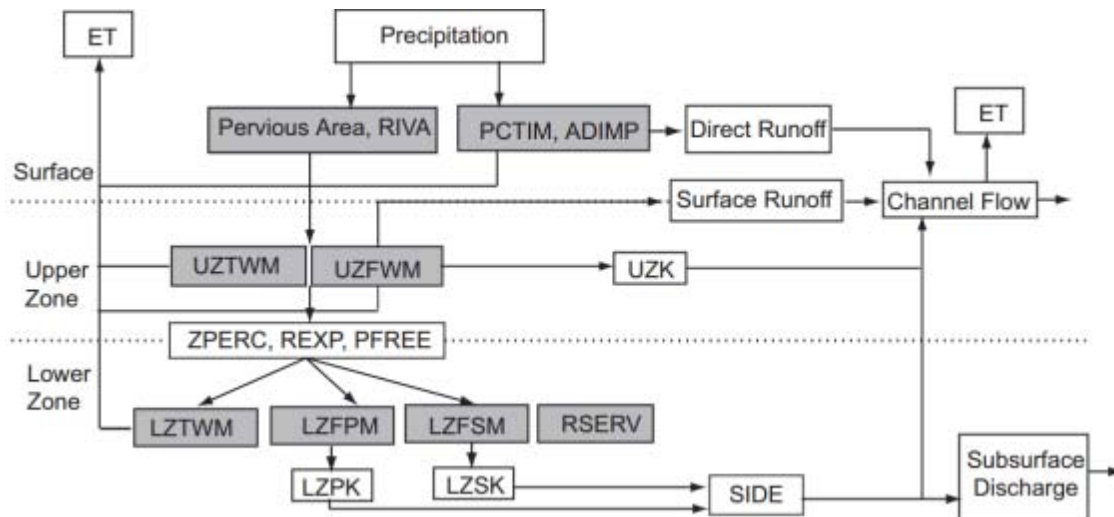 ET
Precipitation
Pervious Area, RIVA
PCTIM, ADIMP
Direct Runoff
ET
Surface
Surface Runoff
Channel Flow
Upper
Zone
UZTWM
UZFWM
UZK
ZPERC, REXP, PFREE
Lower
Zone
LZTWM
LZFPM
LZFSM
RSERV
LZPK
LZSK
SIDE
Subsurface
Discharge